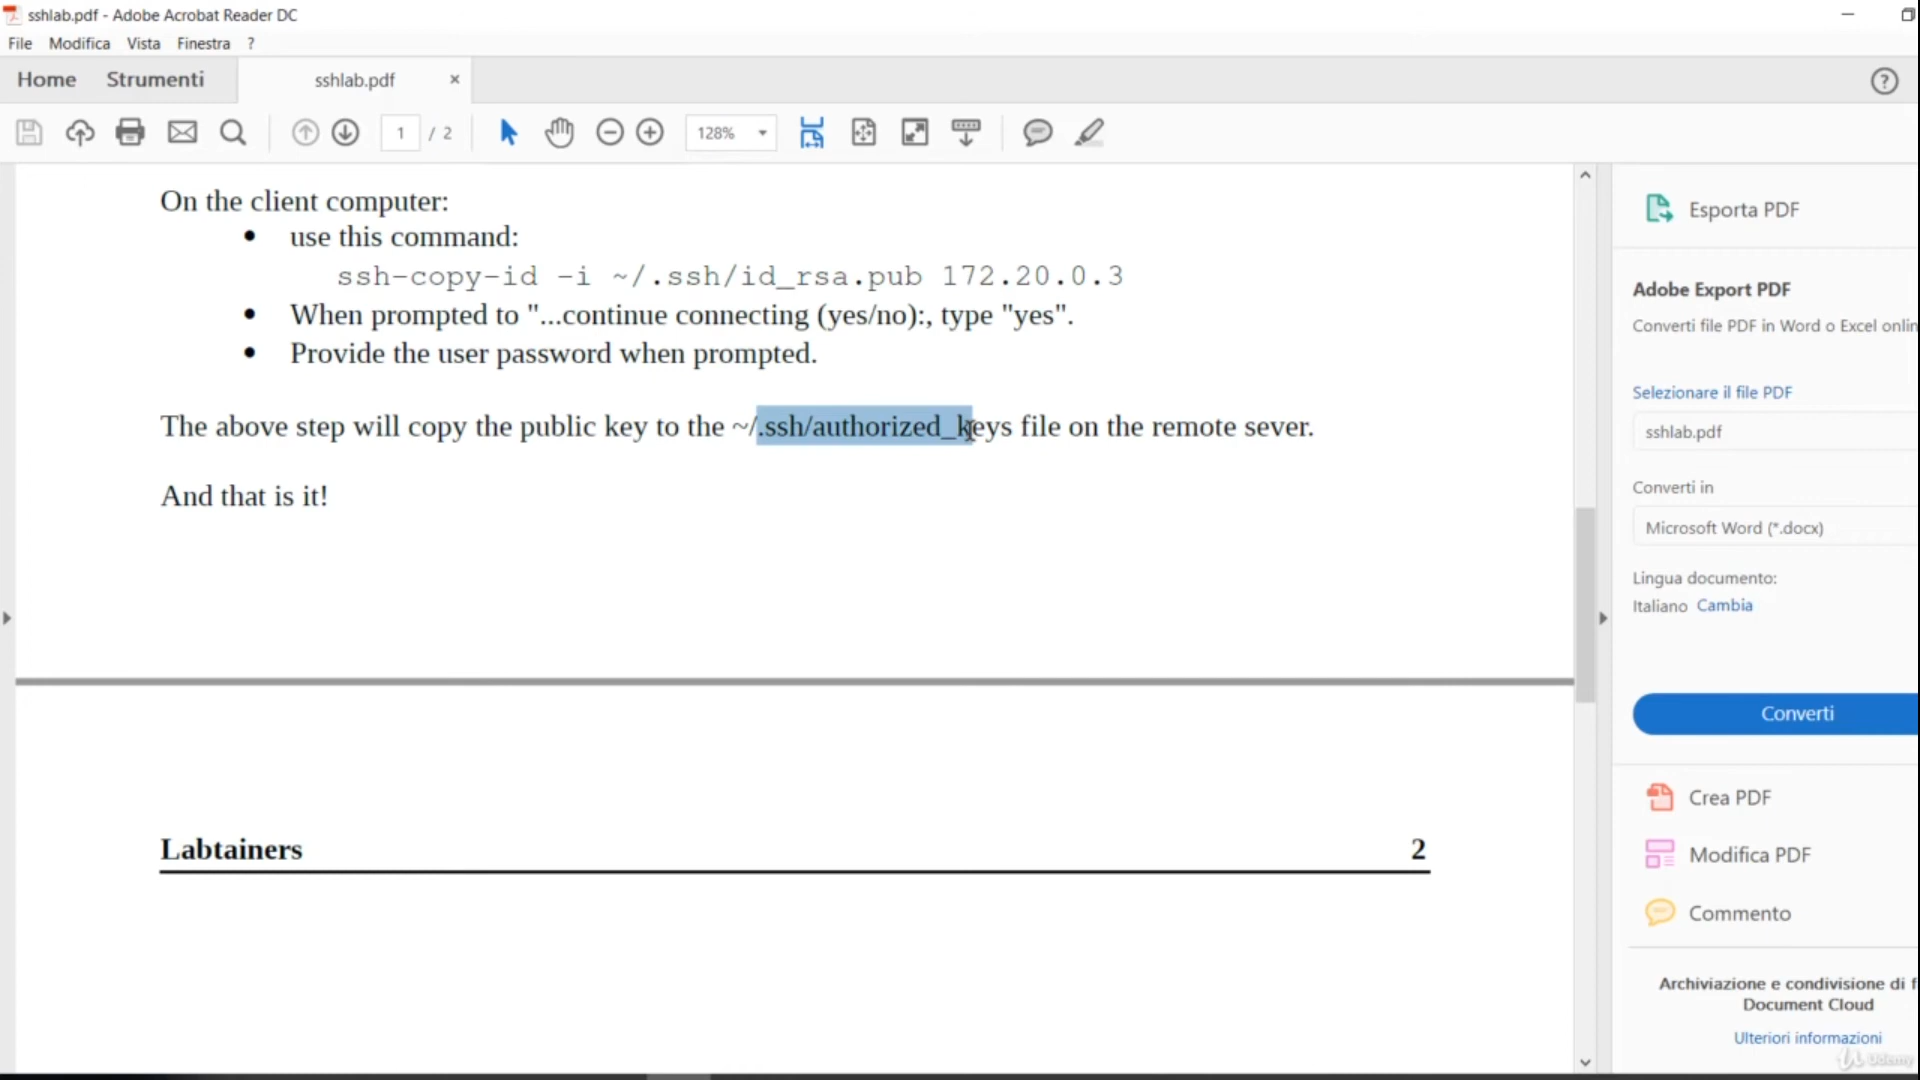 sshlab.pdf - Adobe Acrobat Reader DC
File Modifica Vista Finestra ?
Home Strumenti sshlab.pdf ×
1 / 2 128%
On the client computer:
• use this command:
ssh-copy-id -i ~/.ssh/id_rsa.pub 172.20.0.3
• When prompted to "...continue connecting (yes/no):, type "yes".
• Provide the user password when prompted.
The above step will copy the public key to the ~/.ssh/authorized_keys file on the remote sever.
And that is it!
Labtainers 2
Esporta PDF
Adobe Export PDF
Converti file PDF in Word o Excel onlin
Selezionare il file PDF
sshlab.pdf
Converti in
Microsoft Word (*.docx)
Lingua documento:
Italiano Cambia
Converti
Crea PDF
Modifica PDF
Commento
Archiviazione e condivisione di f
Document Cloud
Ulteriori informazioni
Udemy